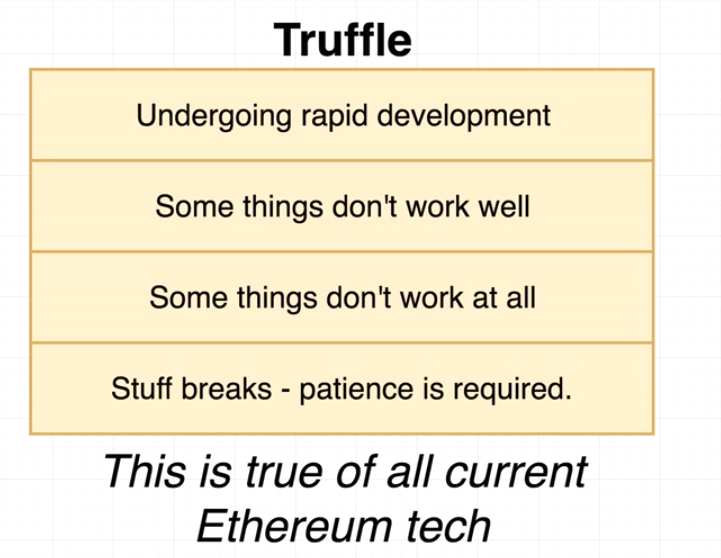 Truffle
Undergoing rapid development
Some things don't work well
Some things don't work at all
Stuff breaks - patience is required.
This is true of all current
Ethereum tech